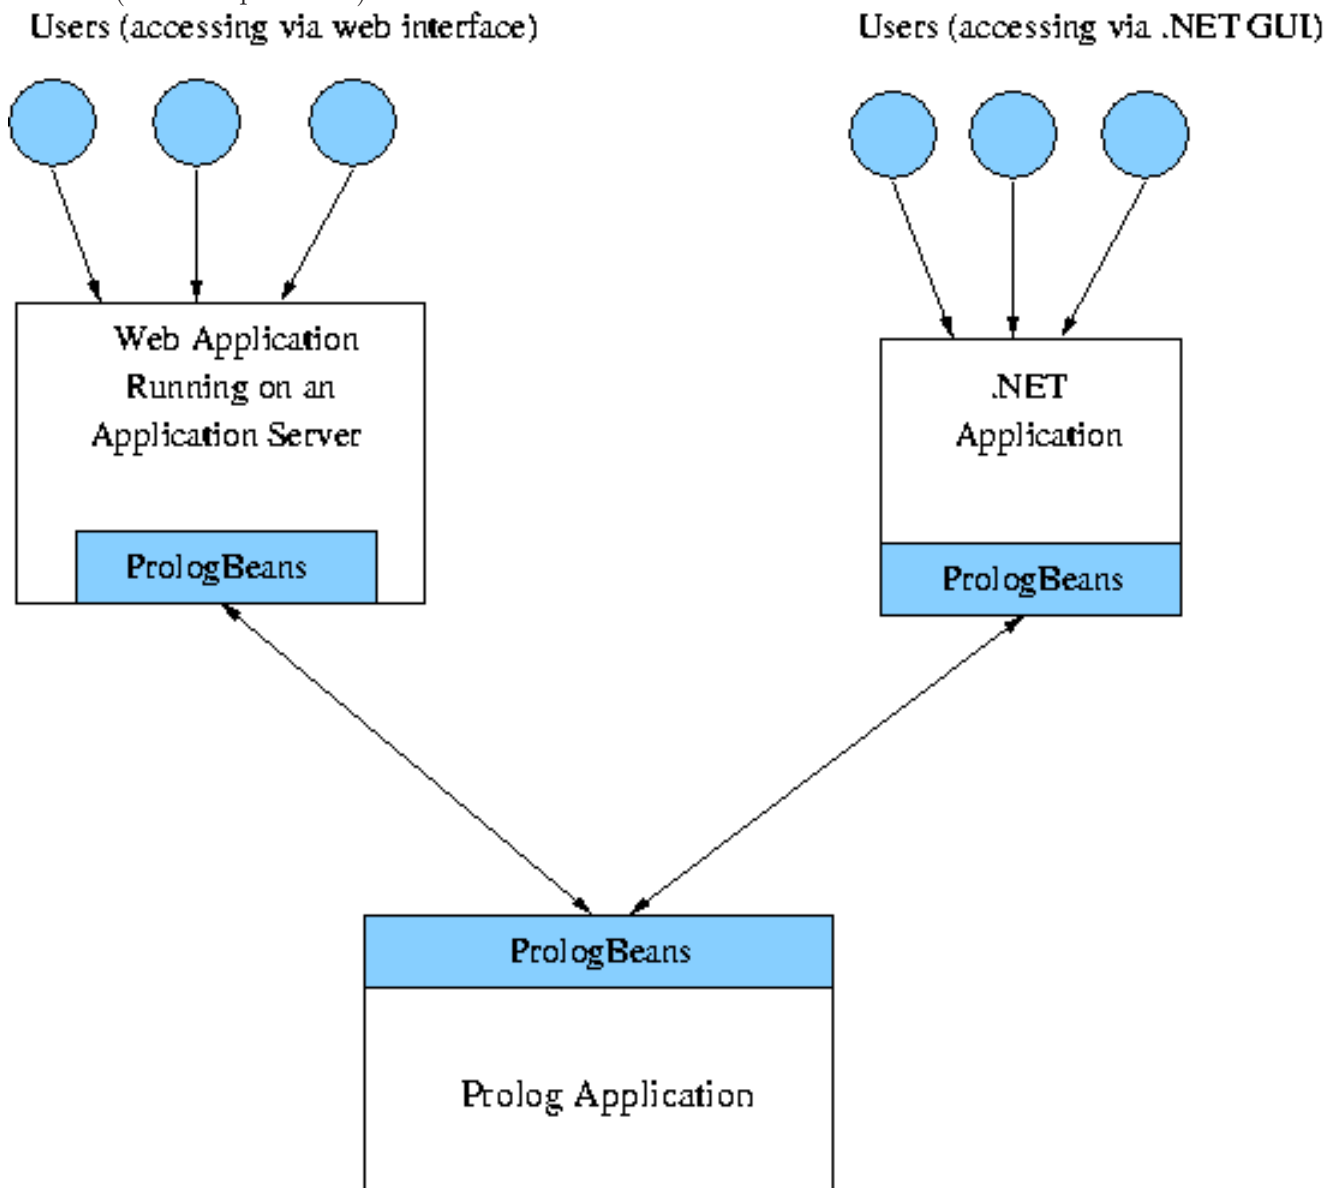 Users (accessing via web interface)
Users (accessing via .NET GUI)
Web Application
Running on an
Application Server
PrologBeans
.NET
Application
PrologBeans
PrologBeans
Prolog Application